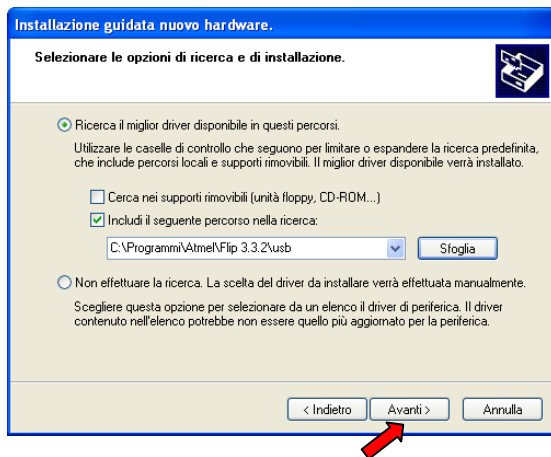 Installazione guidata nuovo hardware.
Selezionare le opzioni di ricerca e di installazione.
Ricerca il miglior driver disponibile in questi percorsi.
Utilizzare le caselle di controllo che seguono per limitare o espandere la ricerca predefinita,
che include percorsi locali e supporti rimovibili. Il miglior driver disponibile verrà installato.
Cerca nei supporti rimovibili (unità floppy, CD-ROM...)
Includi il seguente percorso nella ricerca:
C:\Programmi\Atmel\Flip 3.3.2\usb
Sfoglia
Non effettuare la ricerca. La scelta del driver da installare verrà effettuata manualmente.
Scegliere questa opzione per selezionare da un elenco il driver di periferica. Il driver
contenuto nell'elenco potrebbe non essere quello più aggiornato per la periferica.
< Indietro
Avanti >
Annulla